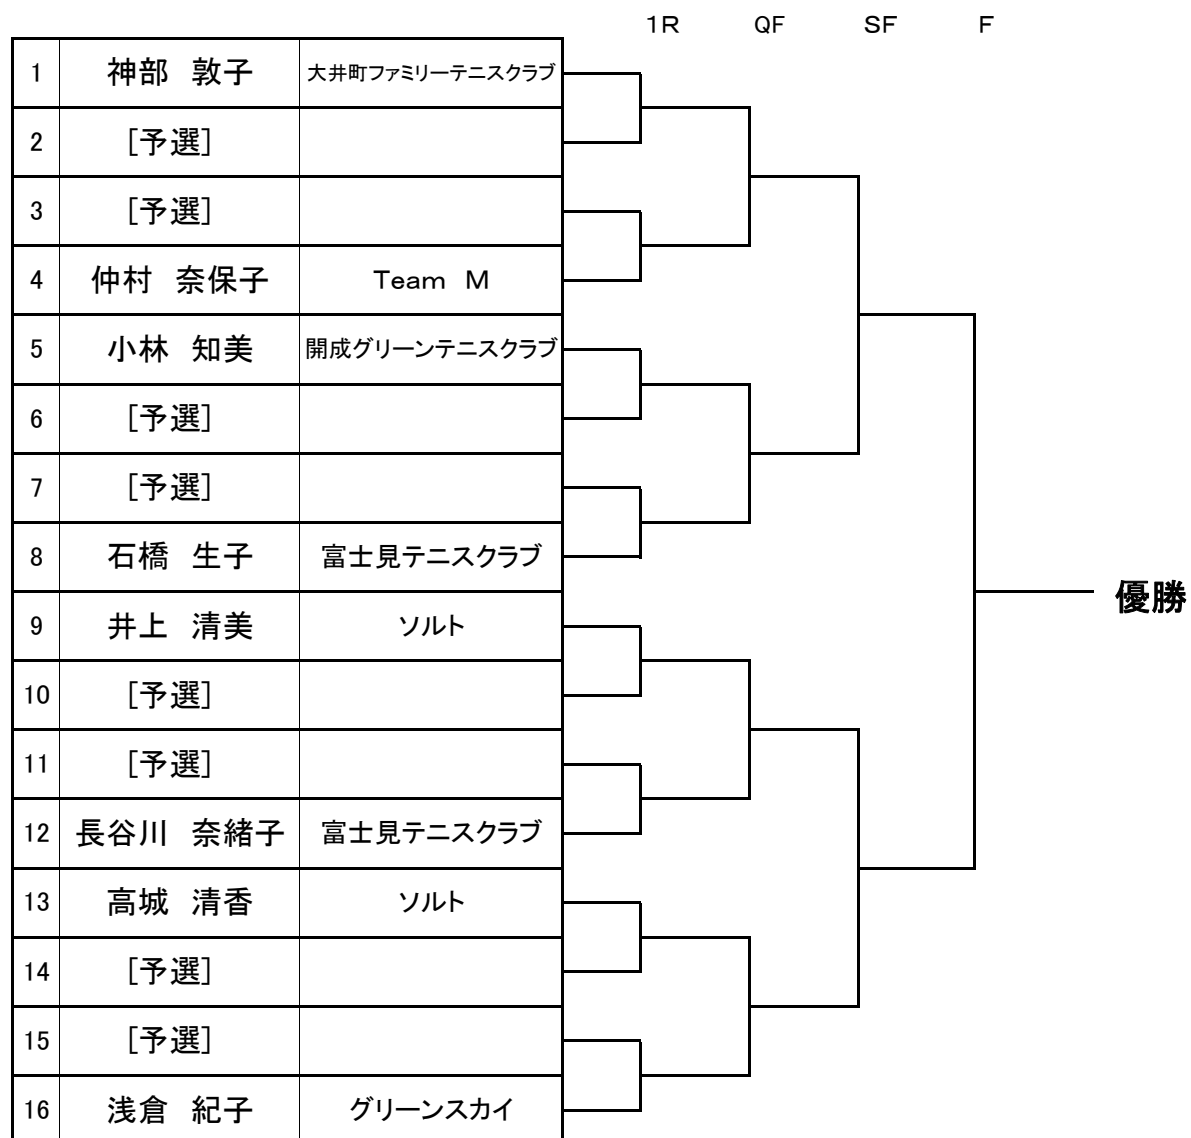 1R QF SF F
1 神部 敦子 大井町ファミリーテニスクラブ
2 [予選]
3 [予選]
4 仲村 奈保子 Team M
5 小林 知美 開成グリーンテニスクラブ
6 [予選]
7 [予選]
8 石橋 生子 富士見テニスクラブ
優勝
9 井上 清美 ソルト
10 [予選]
11 [予選]
12 長谷川 奈緒子 富士見テニスクラブ
13 高城 清香 ソルト
14 [予選]
15 [予選]
16 浅倉 紀子 グリーンスカイ